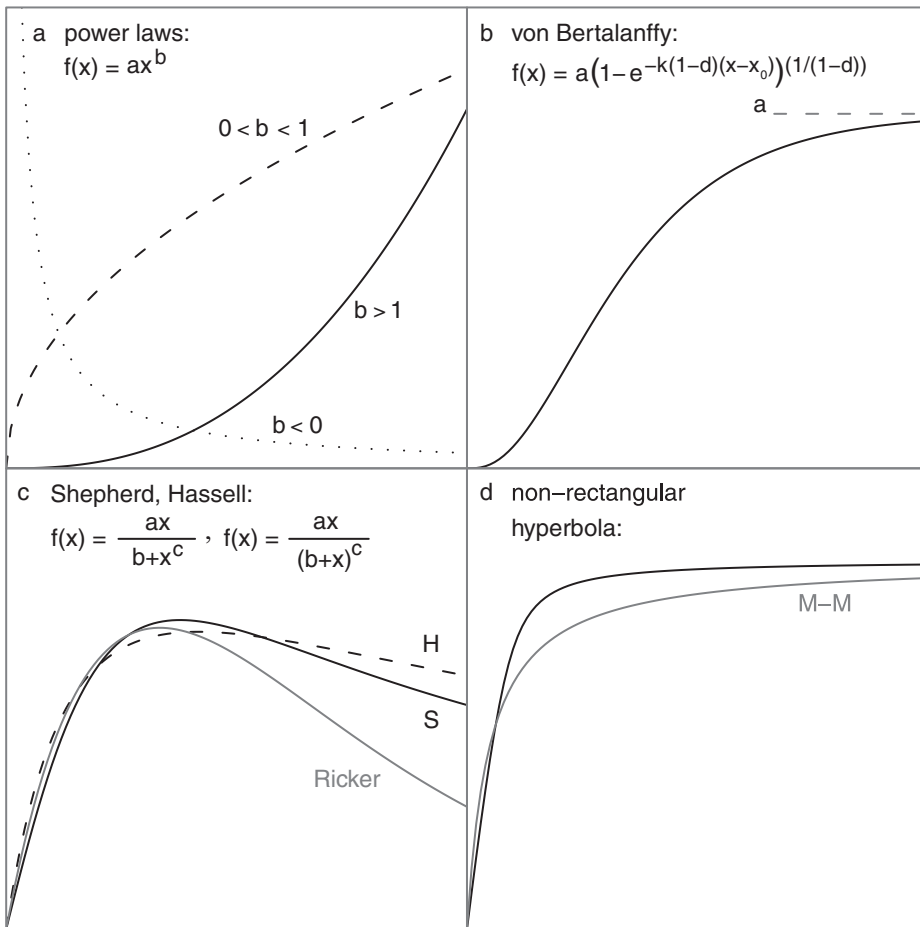 a power laws:
f(x) = ax^b
0 < b < 1
b > 1
b < 0
b von Bertalanffy:
f(x) = a(1−e^{−k(1−d)(x−x_0)})^{(1/(1−d))}
a
c Shepherd, Hassell:
f(x) = ax/(b+x^c) , f(x) = ax/(b+x)^c
H
S
Ricker
d non−rectangular
hyperbola:
M−M